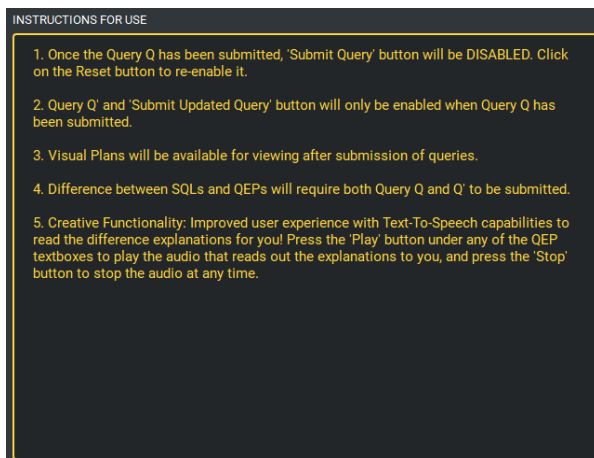 INSTRUCTIONS FOR USE
1. Once the Query Q has been submitted, 'Submit Query' button will be DISABLED. Click
on the Reset button to re-enable it.
2. Query Q' and 'Submit Updated Query' button will only be enabled when Query Q has
been submitted.
3. Visual Plans will be available for viewing after submission of queries.
4. Difference between SQLs and QEPs will require both Query Q and Q' to be submitted.
5. Creative Functionality: Improved user experience with Text-To-Speech capabilities to
read the difference explanations for you! Press the 'Play' button under any of the QEP
textboxes to play the audio that reads out the explanations to you, and press the 'Stop'
button to stop the audio at any time.